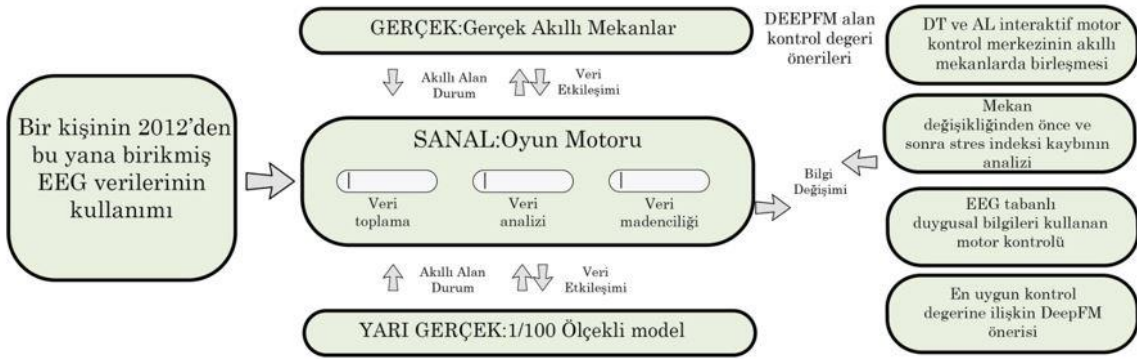 Bir kişinin 2012'den
bu yana birikmiş
EEG verilerinin
kullanımı
GERÇEK:Gerçek Akıllı Mekanlar
Akıllı Alan
Durum
Veri
Etkileşimi
SANAL:Oyun Motoru
Veri
toplama
Veri
analizi
Veri
madenciliği
Akıllı Alan
Durum
Veri
Etkileşimi
YARI GERÇEK:1/100 Ölçekli model
DEEPFM alan
kontrol degeri
önerileri
Bilgi
Değişimi
DT ve AL interaktif motor
kontrol merkezinin akıllı
mekanlarda birleşmesi
Mekan
değişikliğinden önce ve
sonra stres indeksi kaybının
analizi
EEG tabanlı
duygusal bilgileri kullanan
motor kontrolü
En uygun kontrol
degerine ilişkin DeepFM
önerisi